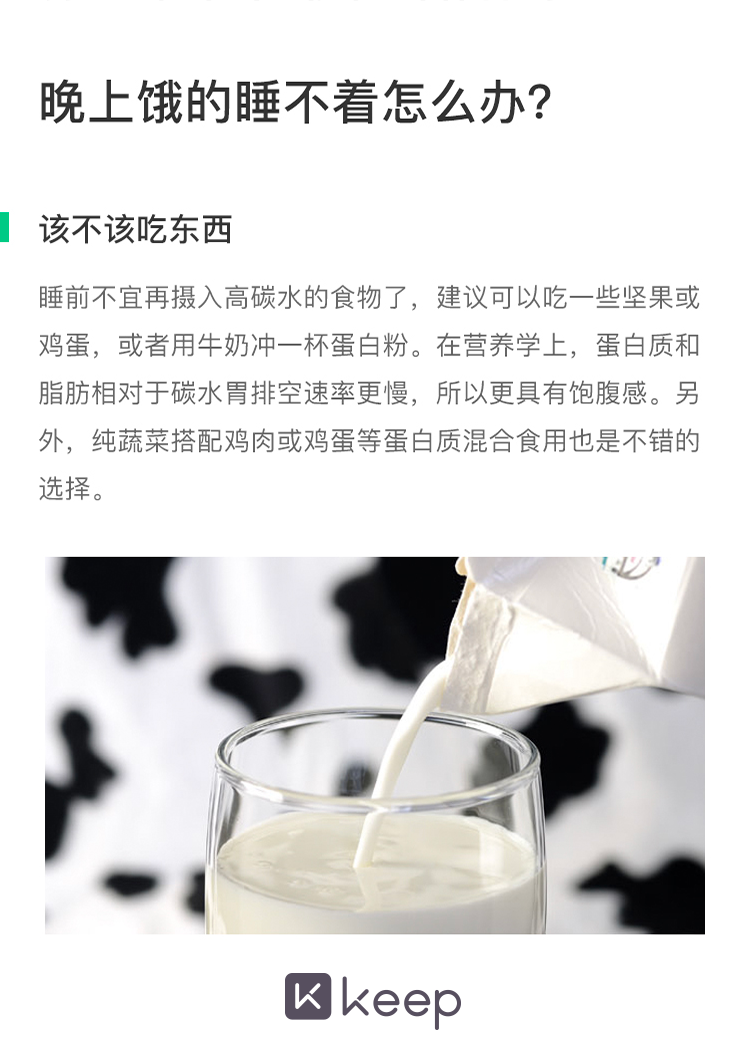 晚上饿的睡不着怎么办？
该不该吃东西
睡前不宜再摄入高碳水的食物了，建议可以吃一些坚果或
鸡蛋，或者用牛奶冲一杯蛋白粉。在营养学上，蛋白质和
脂肪相对于碳水胃排空速率更慢，所以更具有饱腹感。另
外，纯蔬菜搭配鸡肉或鸡蛋等蛋白质混合食用也是不错的
选择。
keep